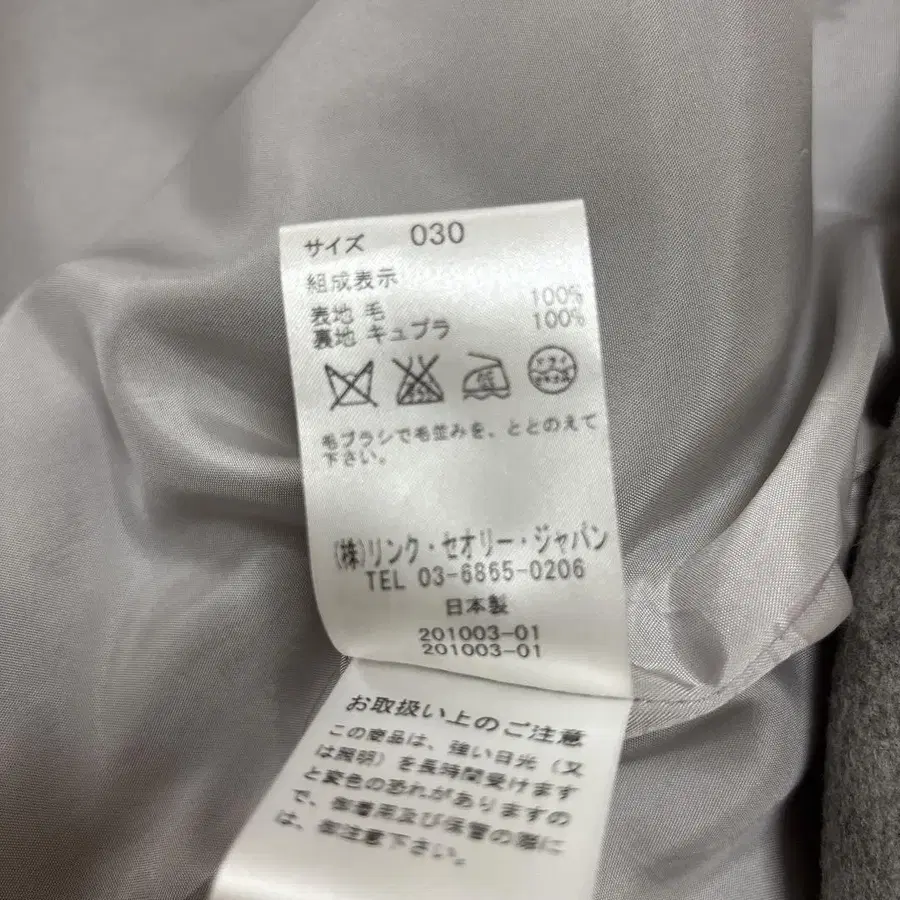 サイズ 030
組成表示
表地 毛 100%
裏地 キュプラ 100%
毛ブラシで毛並みを、ととのえて
下さい。
(株)リンク・セオリー・ジャパン
TEL 03-6865-0206
日本製
201003-01
201003-01
お取扱い上のご注意
この商品は、強い日光(又
は照明)を長時間受けます
と変色の恐れがありますの
で、御着用及び保管の際に
は、御注意下さい。